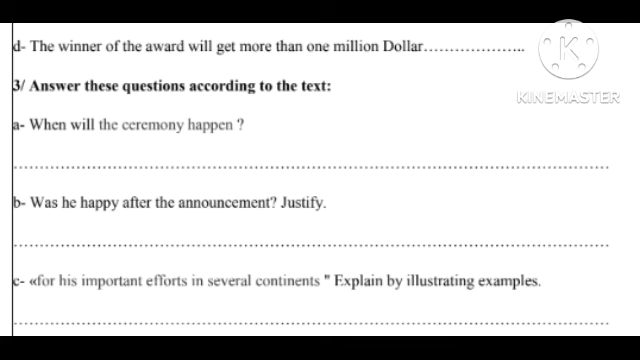 d- The winner of the award will get more than one million Dollar.....................
3/ Answer these questions according to the text:
a- When will the ceremony happen ?
b- Was he happy after the announcement? Justify.
c- «for his important efforts in several continents " Explain by illustrating examples.
K
KINEMASTER